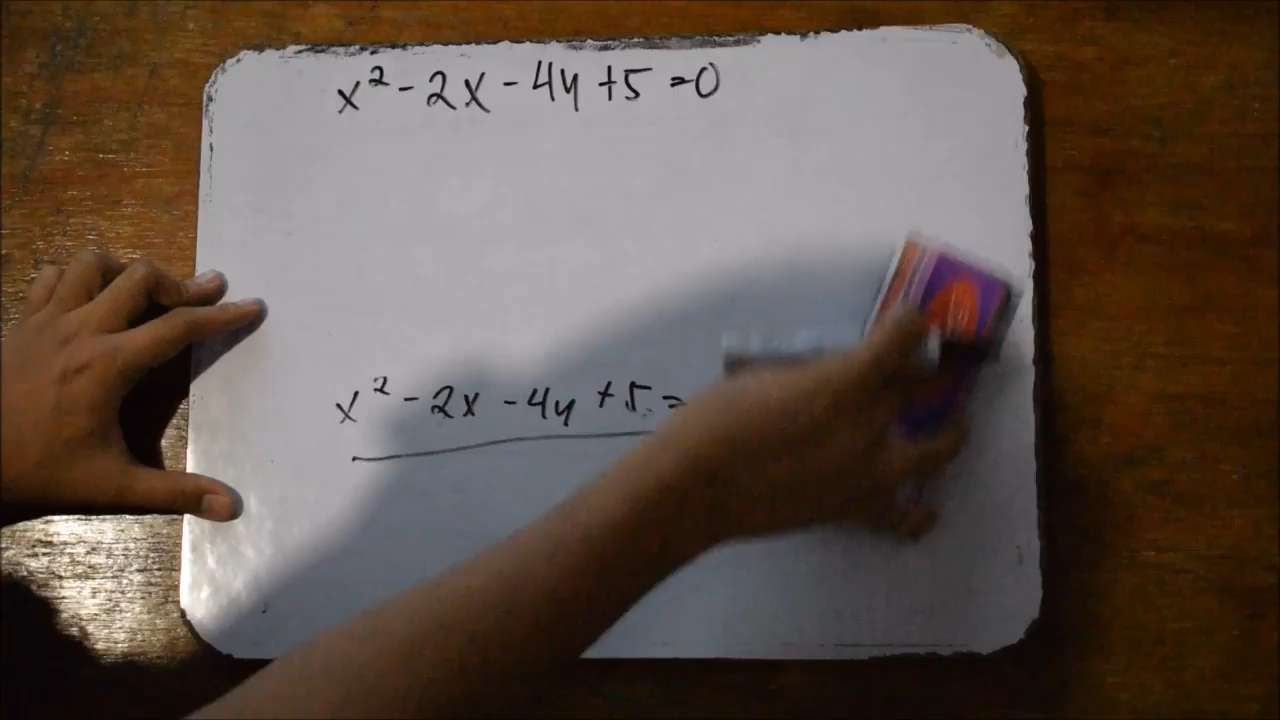 x² - 2x - 4y + 5 = 0
x² - 2x - 4y + 5 =